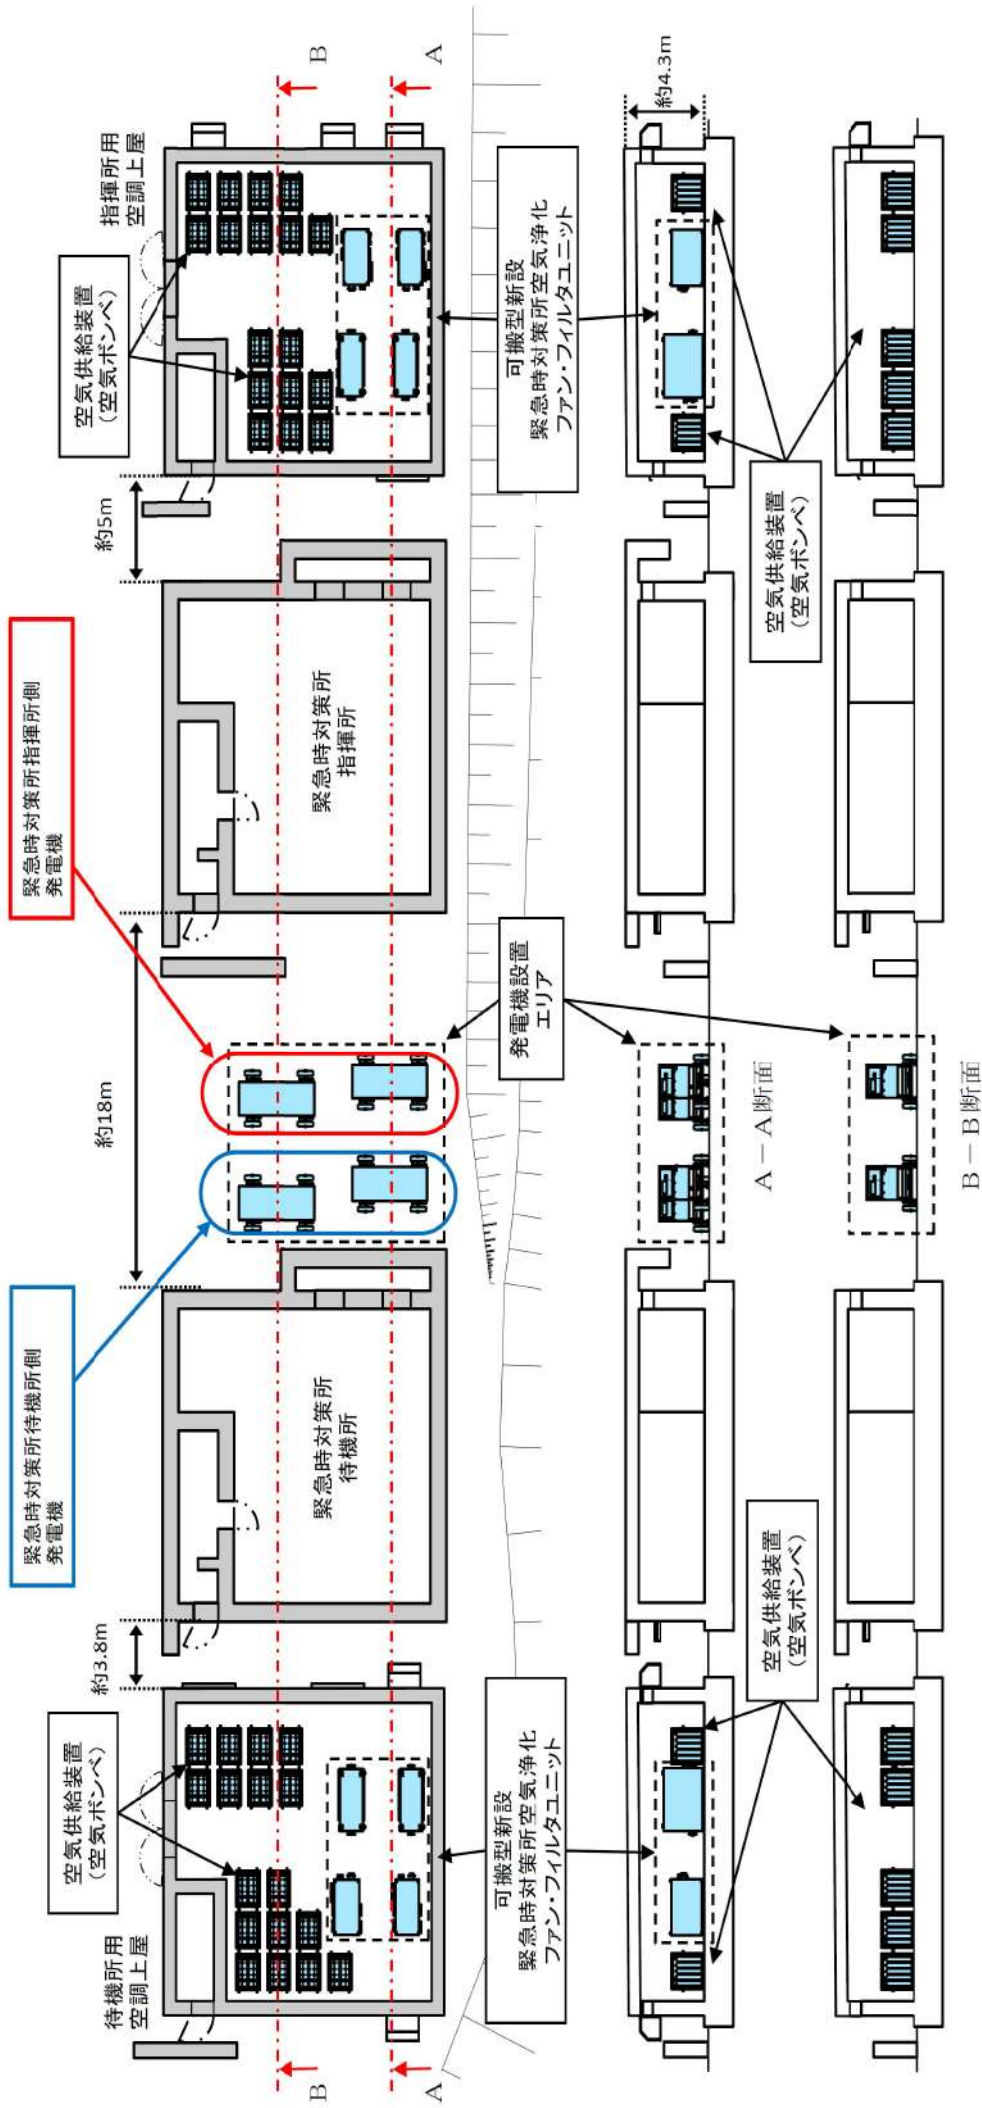 緊急時対策所待機所側
発電機
緊急時対策所指揮所側
発電機
待機所用
空調上屋
空気供給装置
(空気ボンベ)
約3.8m
約18m
約5m
空気供給装置
(空気ボンベ)
指揮所用
空調上屋
緊急時対策所
待機所
緊急時対策所
指揮所
B
B
A
A
可搬型新設
緊急時対策所空気浄化
ファン・フィルタユニット
発電機設置
エリア
可搬型新設
緊急時対策所空気浄化
ファン・フィルタユニット
約4.3m
空気供給装置
(空気ボンベ)
A-A断面
空気供給装置
(空気ボンベ)
B-B断面